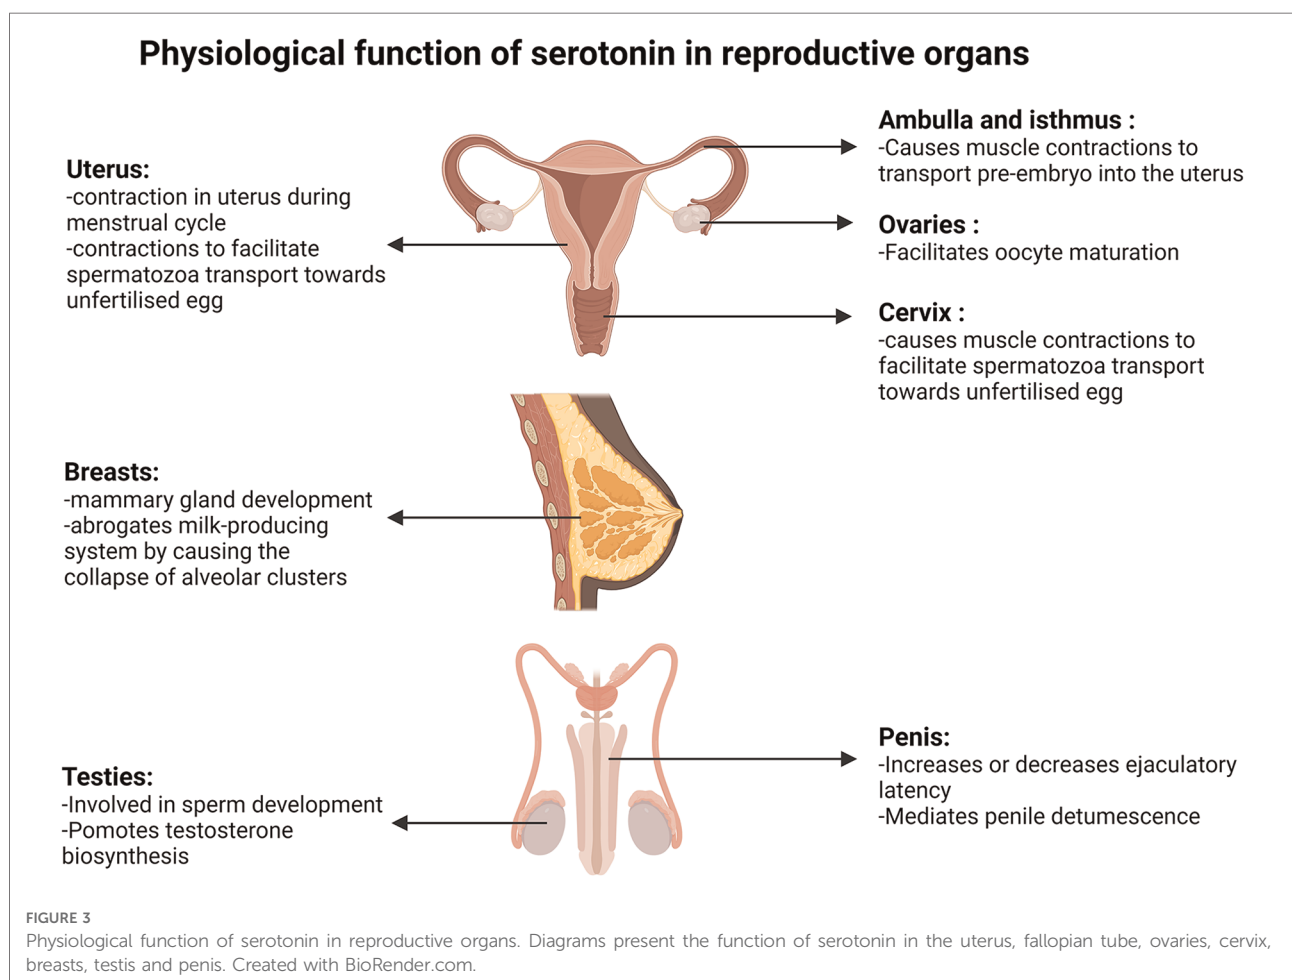 Physiological function of serotonin in reproductive organs
Uterus:
-contraction in uterus during
menstrual cycle
-contractions to facilitate
spermatozoa transport towards
unfertilised egg
Ambulla and isthmus :
-Causes muscle contractions to
transport pre-embryo into the uterus
Ovaries :
-Facilitates oocyte maturation
Cervix :
-causes muscle contractions to
facilitate spermatozoa transport
towards unfertilised egg
Breasts:
-mammary gland development
-abrogates milk-producing
system by causing the
collapse of alveolar clusters
Testies:
-Involved in sperm development
-Pomotes testosterone
biosynthesis
Penis:
-Increases or decreases ejaculatory
latency
-Mediates penile detumescence
FIGURE 3
Physiological function of serotonin in reproductive organs. Diagrams present the function of serotonin in the uterus, fallopian tube, ovaries, cervix,
breasts, testis and penis. Created with BioRender.com.